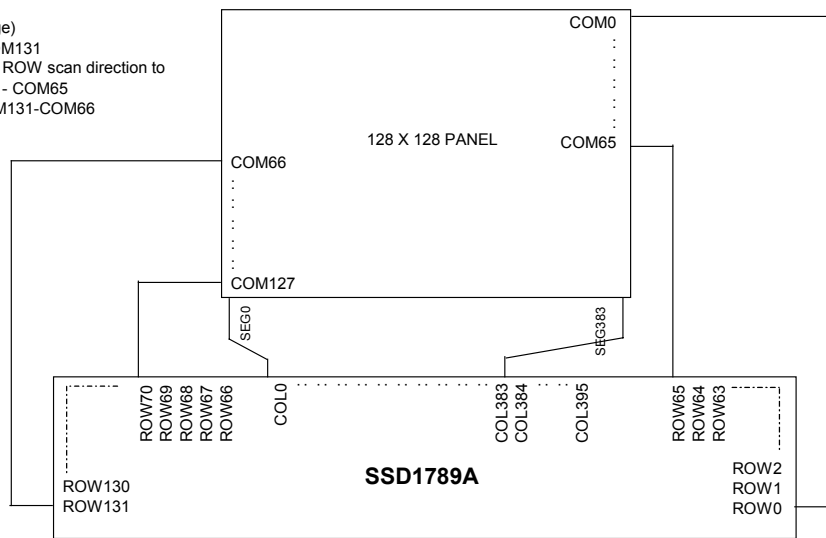 ge)
M131
ROW scan direction to
- COM65
M131-COM66
COM0
128 X 128 PANEL
COM65
COM66
COM127
SEG0
SEG383
ROW70
ROW69
ROW68
ROW67
ROW66
COL0
COL383
COL384
COL395
ROW65
ROW64
ROW63
SSD1789A
ROW130
ROW131
ROW2
ROW1
ROW0